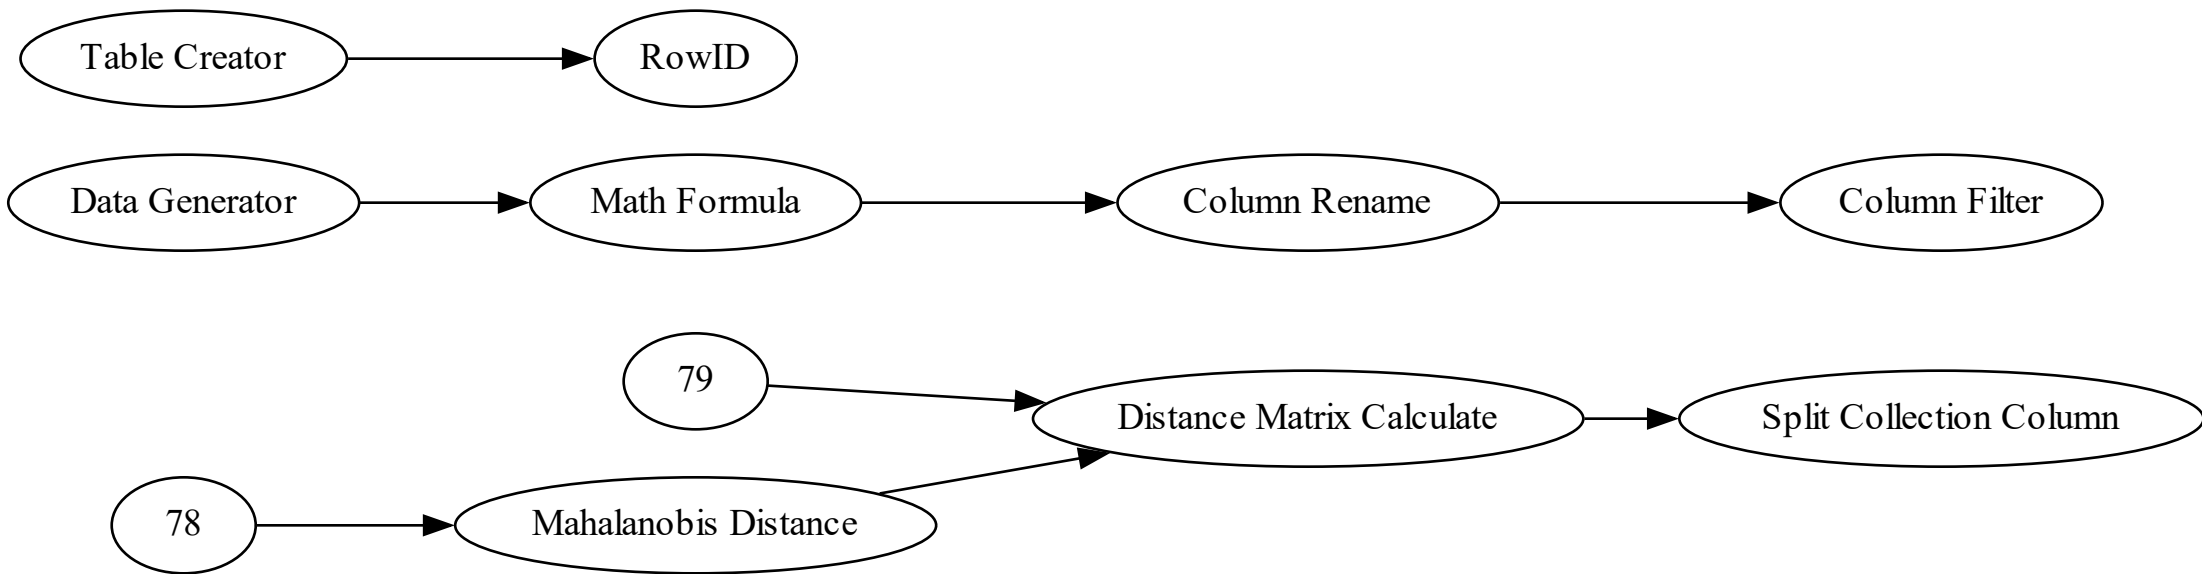 Table Creator
RowID
Data Generator
Math Formula
Column Rename
Column Filter
79
Distance Matrix Calculate
Split Collection Column
78
Mahalanobis Distance